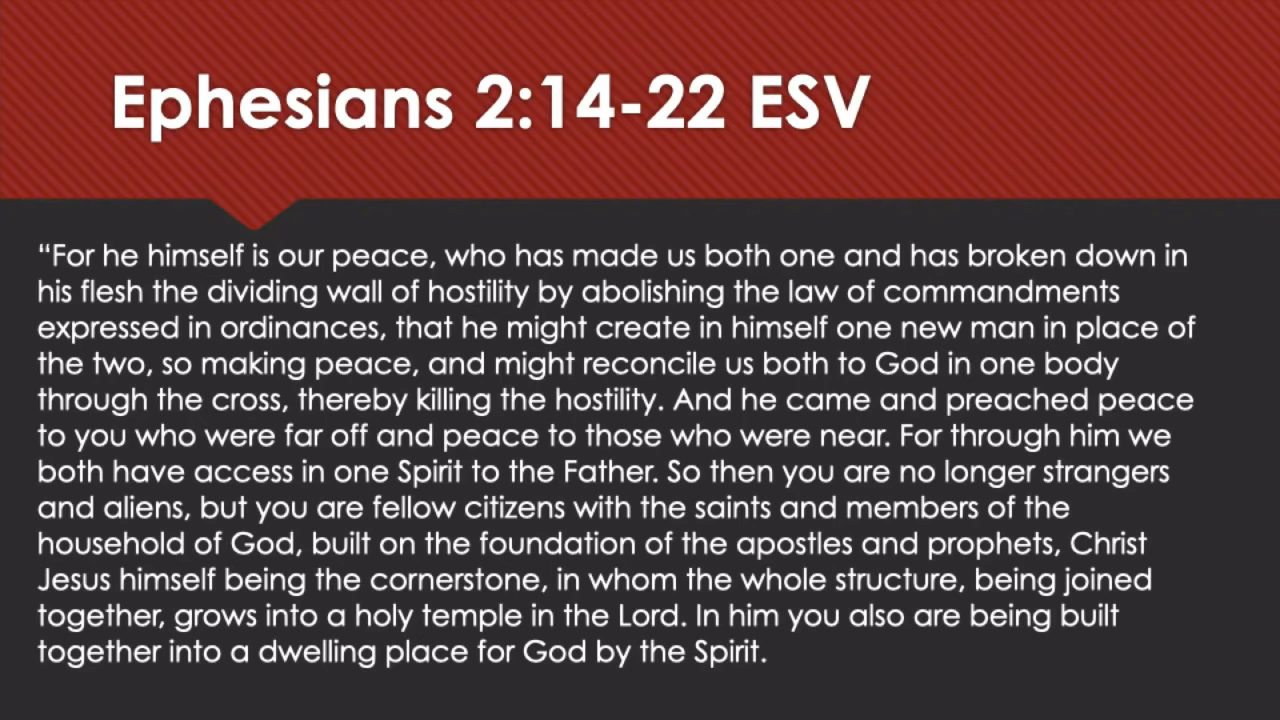 Ephesians 2:14-22 ESV
“For he himself is our peace, who has made us both one and has broken down in
his flesh the dividing wall of hostility by abolishing the law of commandments
expressed in ordinances, that he might create in himself one new man in place of
the two, so making peace, and might reconcile us both to God in one body
through the cross, thereby killing the hostility. And he came and preached peace
to you who were far off and peace to those who were near. For through him we
both have access in one Spirit to the Father. So then you are no longer strangers
and aliens, but you are fellow citizens with the saints and members of the
household of God, built on the foundation of the apostles and prophets, Christ
Jesus himself being the cornerstone, in whom the whole structure, being joined
together, grows into a holy temple in the Lord. In him you also are being built
together into a dwelling place for God by the Spirit.